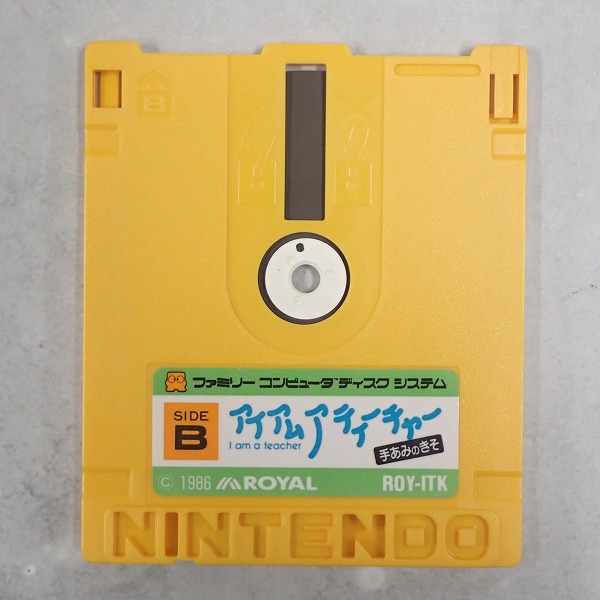 B
ファミリー コンピュータ ディスク システム
SIDE
B
アイアム ア ティーチャー
I am a teacher
手あみのきそ
© 1986 ROYAL ROY-ITK
NINTENDO